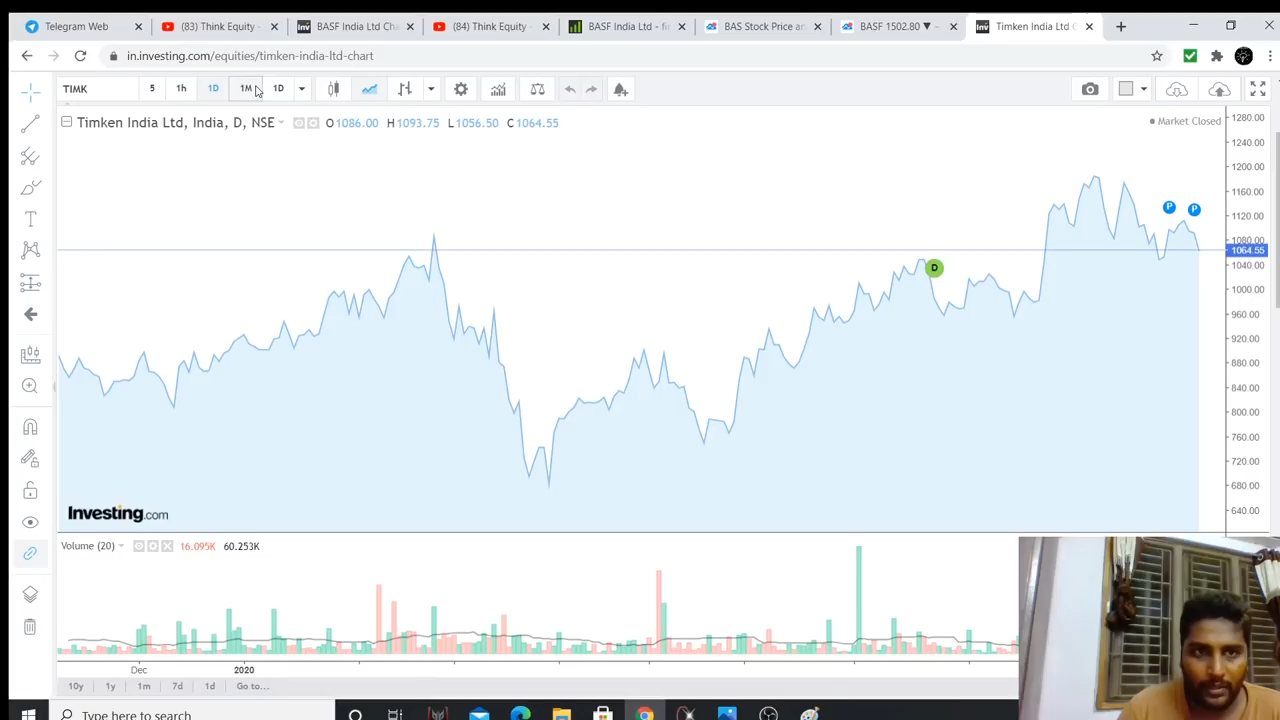 Telegram Web
(83) Think Equity -
BASF India Ltd Ch
(84) Think Equity -
BASF India Ltd – fi
BAS Stock Price an
BASF 1502.80 ▼ –
Timken India Ltd C
in.investing.com/equities/timken-india-ltd-chart
TIMK 5 1h 1D 1M 1D
Timken India Ltd, India, D, NSE O1086.00 H1093.75 L1056.50 C1064.55
Market Closed
1280.00
1240.00
1200.00
1160.00
1120.00
1080.00
1064.55
1040.00
1000.00
960.00
920.00
880.00
840.00
800.00
760.00
720.00
680.00
640.00
P P
D
Investing.com
Volume (20) 16.095K 60.253K
Dec 2020
10y 1y 1m 7d 1d Go to...
Type here to search